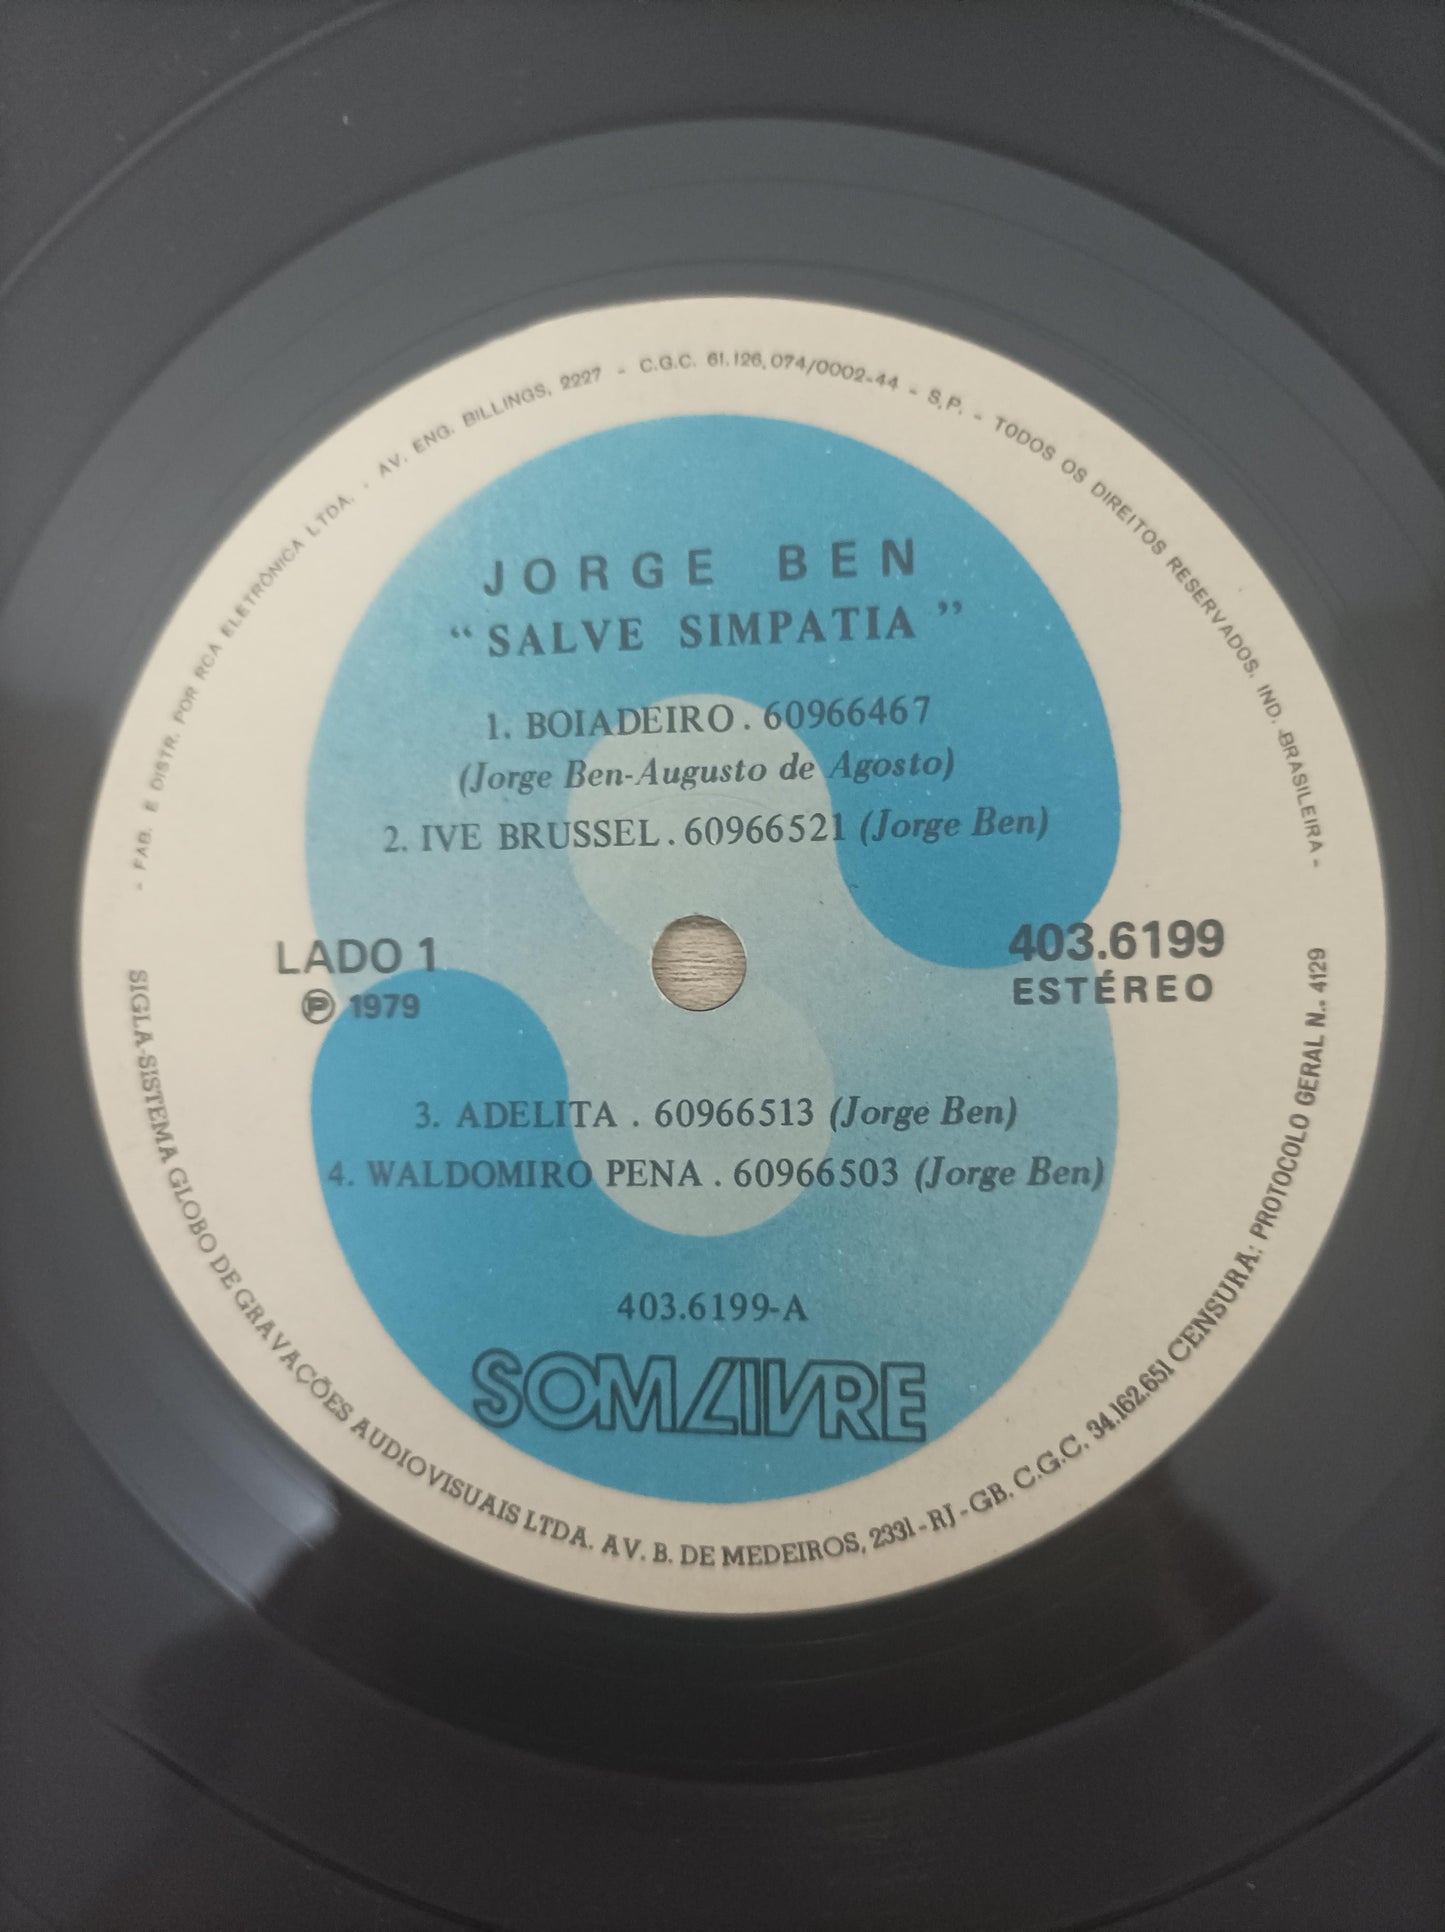 - FAB. E DISTR. POR RCA ELETRÔNICA LTDA. - AV. ENG. BILLINGS, 2227 - C.G.C. 61.126,074/0002-44 - S.P. - TODOS OS DIREITOS RESERVADOS. IND. BRASILEIRA -
JORGE BEN
“SALVE SIMPATIA”
1. BOIADEIRO. 60966467
(Jorge Ben-Augusto de Agosto)
2. IVE BRUSSEL. 60966521 (Jorge Ben)
LADO 1
Ⓟ 1979
403.6199
ESTÉREO
3. ADELITA . 60966513 (Jorge Ben)
4. WALDOMIRO PENA . 60966503 (Jorge Ben)
403.6199-A
SOM LIVRE
SIGLA-SISTEMA GLOBO DE GRAVAÇÕES AUDIOVISUAIS LTDA. AV. B. DE MEDEIROS, 2331 - RJ - GB. C.G.C. 34.162.651 CENSURA: PROTOCOLO GERAL N.. 4129